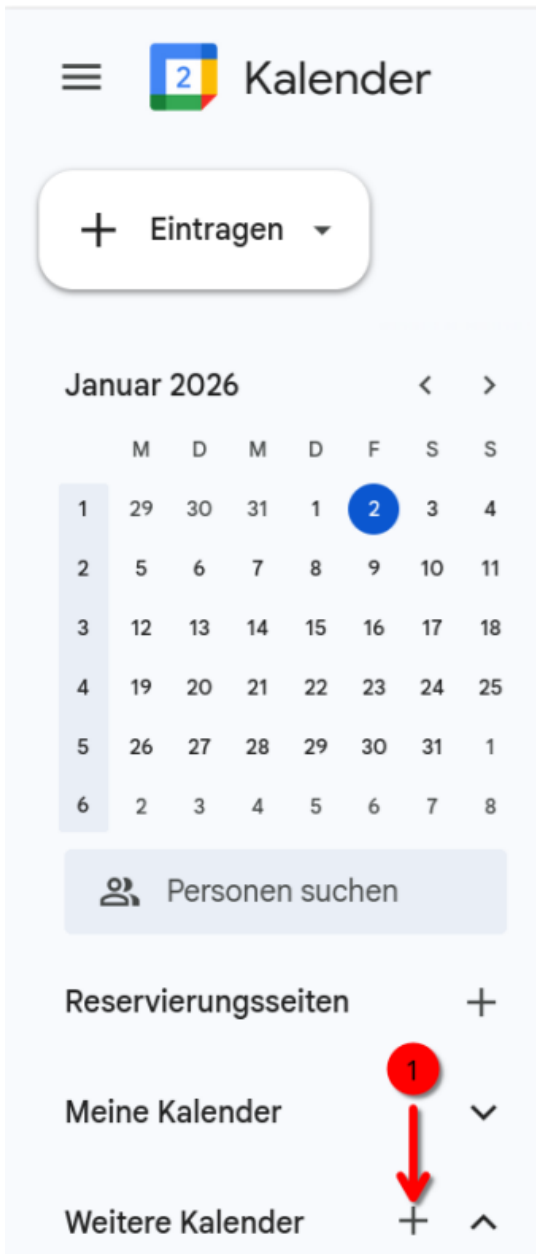 2 Kalender
+ Eintragen
Januar 2026 < >
M D M D F S S
1 29 30 31 1 2 3 4
2 5 6 7 8 9 10 11
3 12 13 14 15 16 17 18
4 19 20 21 22 23 24 25
5 26 27 28 29 30 31 1
6 2 3 4 5 6 7 8
Personen suchen
Reservierungsseiten +
1
Meine Kalender
Weitere Kalender +